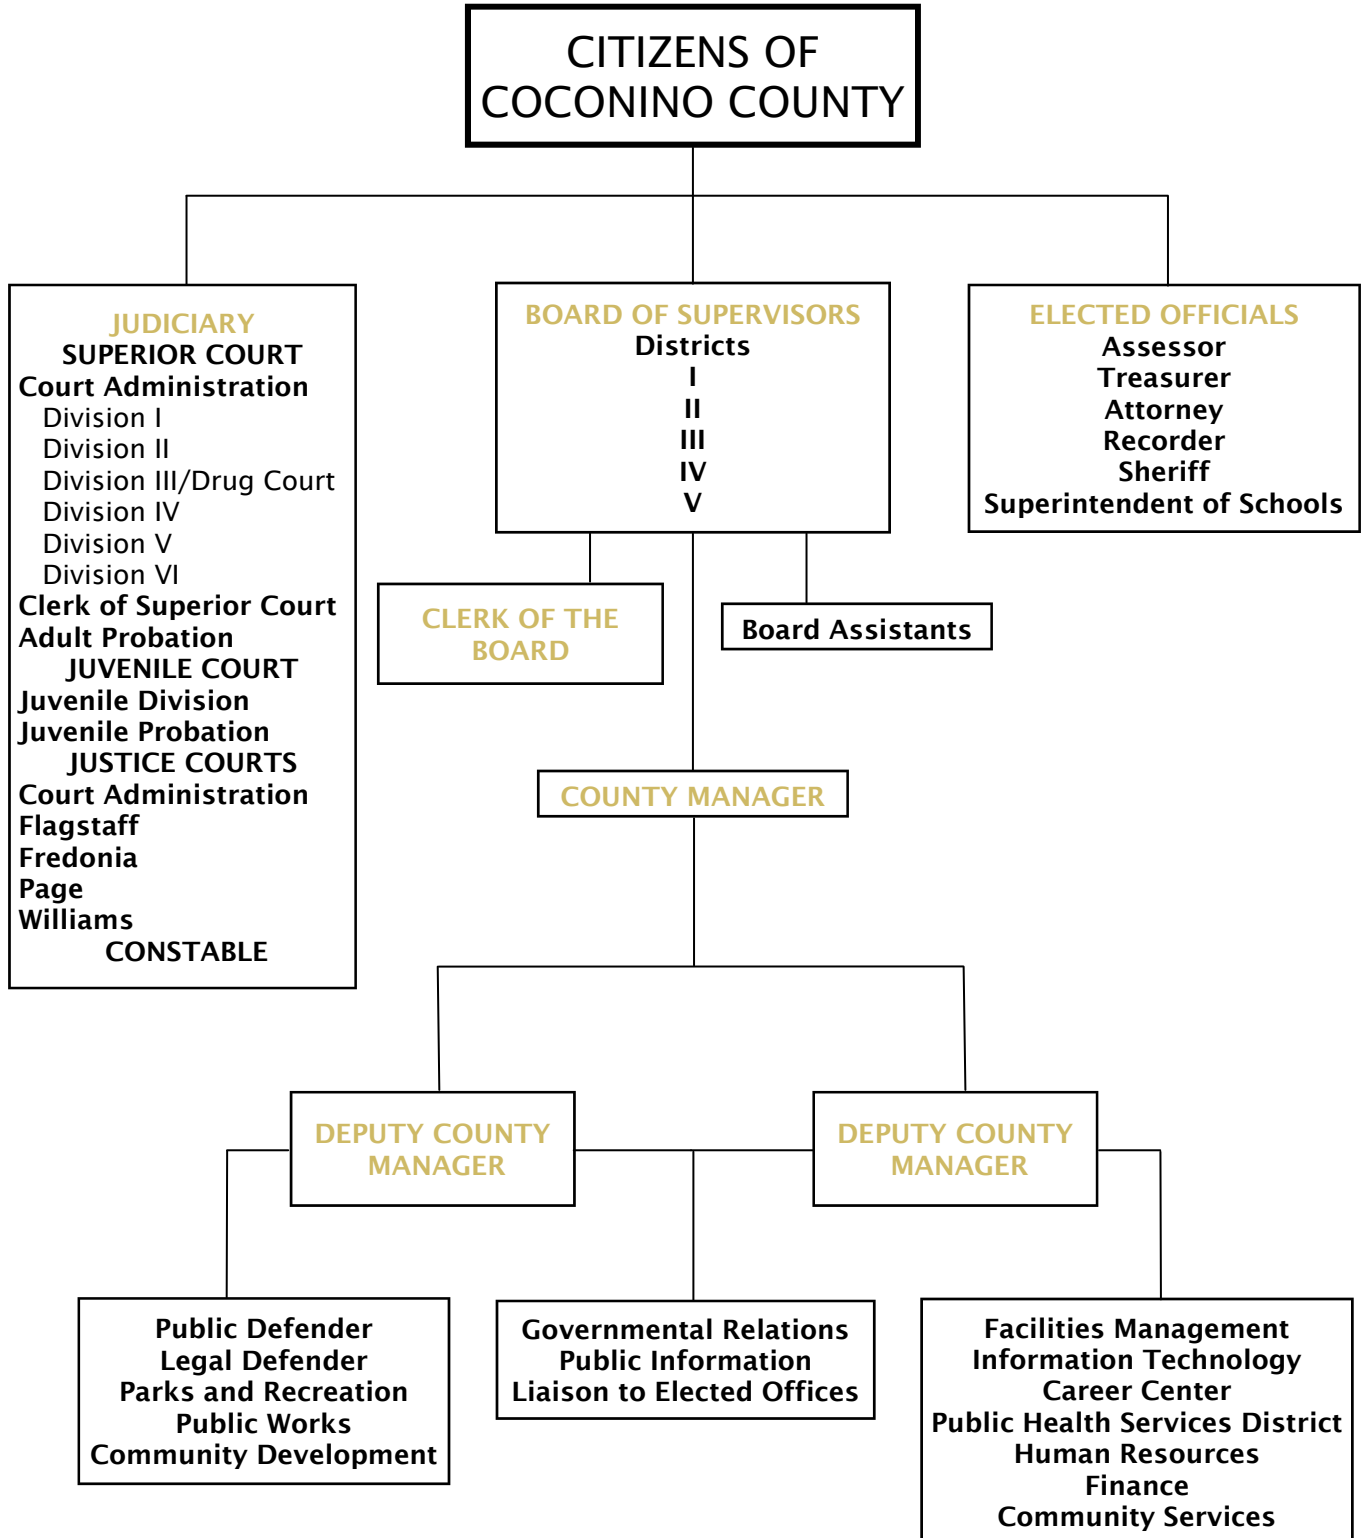 CITIZENS OF
COCONINO COUNTY
JUDICIARY
SUPERIOR COURT
Court Administration
Division I
Division II
Division III/Drug Court
Division IV
Division V
Division VI
Clerk of Superior Court
Adult Probation
JUVENILE COURT
Juvenile Division
Juvenile Probation
JUSTICE COURTS
Court Administration
Flagstaff
Fredonia
Page
Williams
CONSTABLE
BOARD OF SUPERVISORS
Districts
I
II
III
IV
V
ELECTED OFFICIALS
Assessor
Treasurer
Attorney
Recorder
Sheriff
Superintendent of Schools
CLERK OF THE
BOARD
Board Assistants
COUNTY MANAGER
DEPUTY COUNTY
MANAGER
DEPUTY COUNTY
MANAGER
Public Defender
Legal Defender
Parks and Recreation
Public Works
Community Development
Governmental Relations
Public Information
Liaison to Elected Offices
Facilities Management
Information Technology
Career Center
Public Health Services District
Human Resources
Finance
Community Services